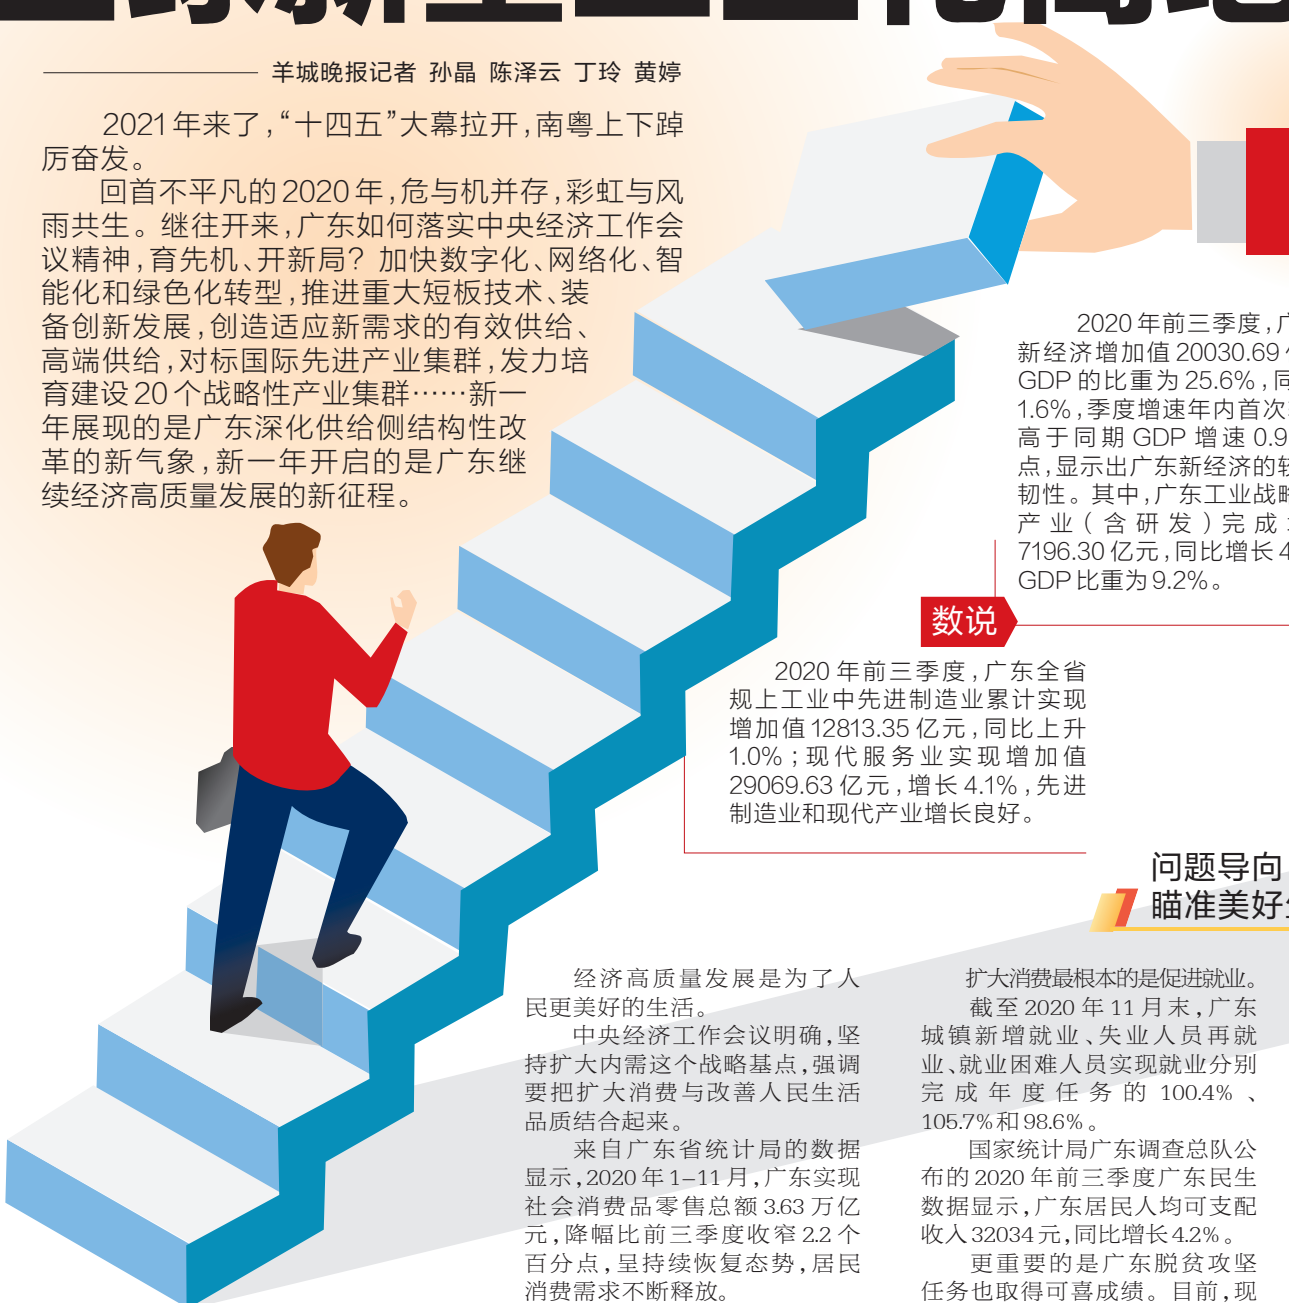 全球新型工业化高地
羊城晚报记者 孙晶 陈泽云 丁玲 黄婷
2021年来了,“十四五”大幕拉开,南粤上下踔
厉奋发。
回首不平凡的2020年,危与机并存,彩虹与风
雨共生。继往开来,广东如何落实中央经济工作会
议精神,育先机、开新局?加快数字化、网络化、智
能化和绿色化转型,推进重大短板技术、装
备创新发展,创造适应新需求的有效供给、
高端供给,对标国际先进产业集群,发力培
育建设20个战略性产业集群……新一
年展现的是广东深化供给侧结构性改
革的新气象,新一年开启的是广东继
续经济高质量发展的新征程。
2020年前三季度,广
新经济增加值20030.69
GDP的比重为25.6%,同
1.6%,季度增速年内首次
高于同期GDP增速0.9
点,显示出广东新经济的较
韧性。其中,广东工业战略
产业(含研发)完成
7196.30亿元,同比增长4
GDP比重为9.2%。
数说
2020年前三季度,广东全省
规上工业中先进制造业累计实现
增加值12813.35亿元,同比上升
1.0%;现代服务业实现增加值
29069.63亿元,增长4.1%,先进
制造业和现代产业增长良好。
问题导向
瞄准美好生
经济高质量发展是为了人
民更美好的生活。
中央经济工作会议明确,坚
持扩大内需这个战略基点,强调
要把扩大消费与改善人民生活
品质结合起来。
来自广东省统计局的数据
显示,2020年1-11月,广东实现
社会消费品零售总额3.63万亿
元,降幅比前三季度收窄2.2个
百分点,呈持续恢复态势,居民
消费需求不断释放。
扩大消费最根本的是促进就业。
截至2020年11月末,广东
城镇新增就业、失业人员再就
业、就业困难人员实现就业分别
完成年度任务的100.4%、
105.7%和98.6%。
国家统计局广东调查总队公
布的2020年前三季度广东民生
数据显示,广东居民人均可支配
收入32034元,同比增长4.2%。
更重要的是广东脱贫攻坚
任务也取得可喜成绩。目前,现